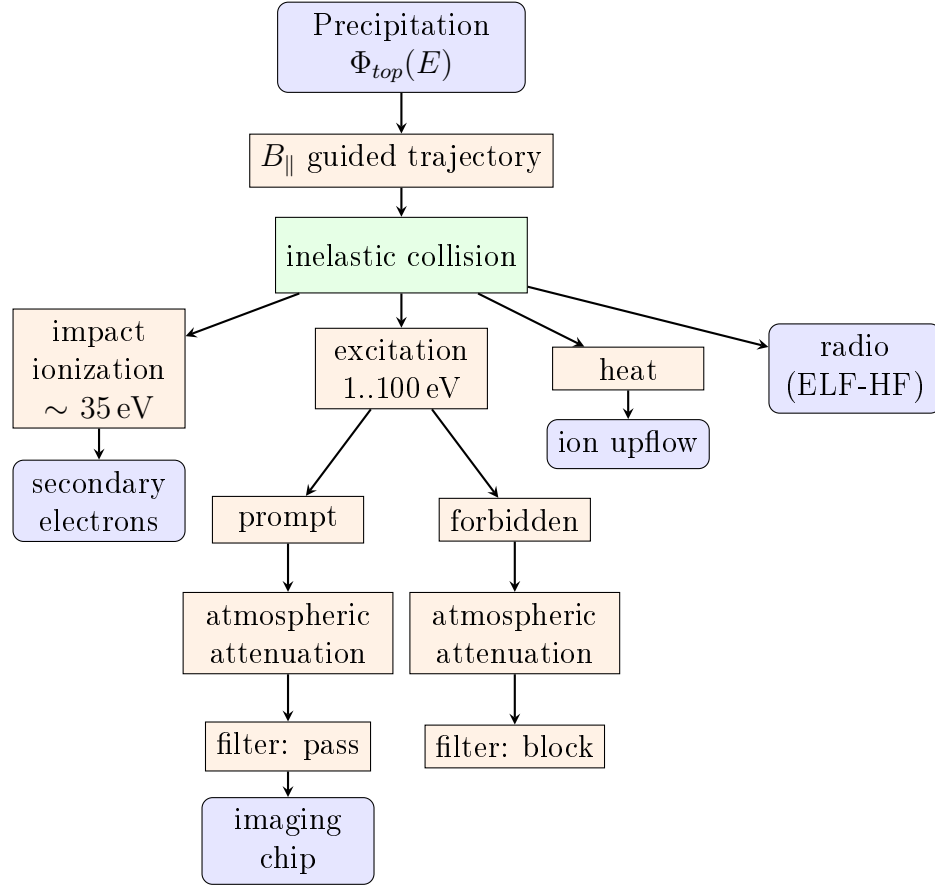 Precipitation
Φ_top(E)
B_∥ guided trajectory
inelastic collision
impact
ionization
∼ 35 eV
excitation
1..100 eV
heat
radio
(ELF-HF)
ion upflow
secondary
electrons
prompt
forbidden
atmospheric
attenuation
atmospheric
attenuation
filter: pass
filter: block
imaging
chip